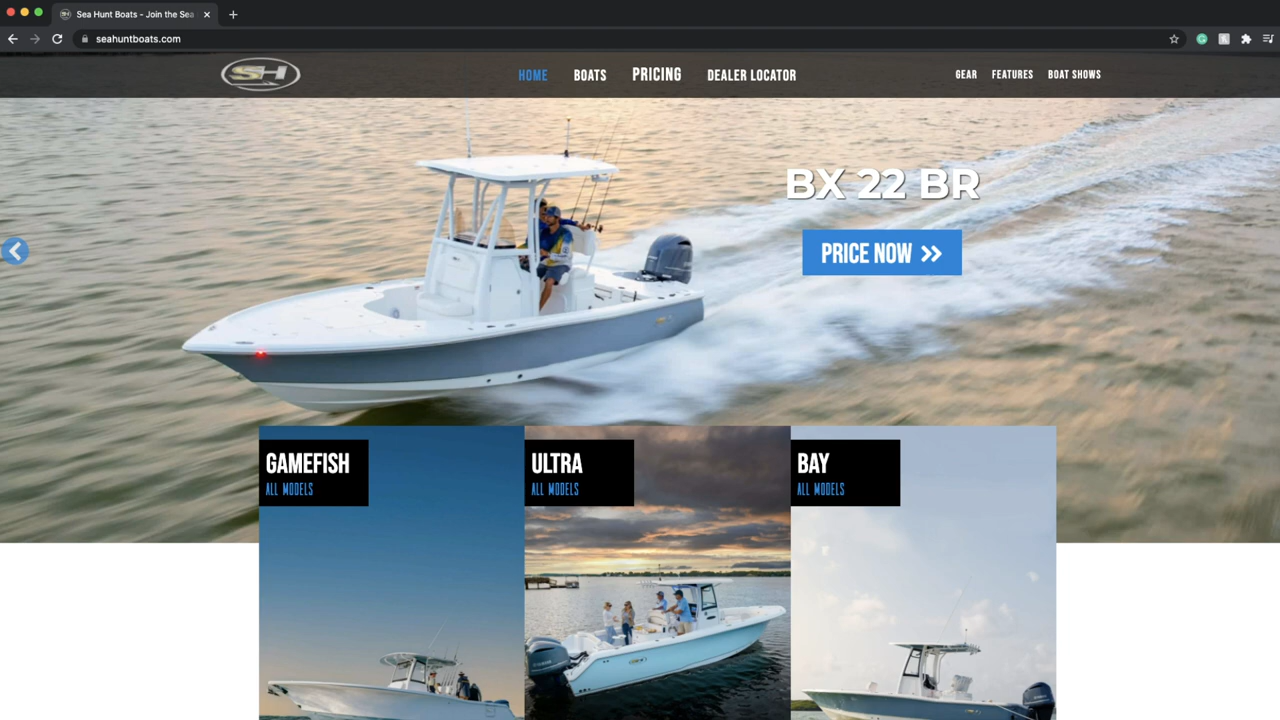 Sea Hunt Boats - Join the Sea
seahuntboats.com
SH
HOME
BOATS
PRICING
DEALER LOCATOR
GEAR
FEATURES
BOAT SHOWS
BX 22 BR
PRICE NOW
GAMEFISH
ALL MODELS
ULTRA
ALL MODELS
BAY
ALL MODELS